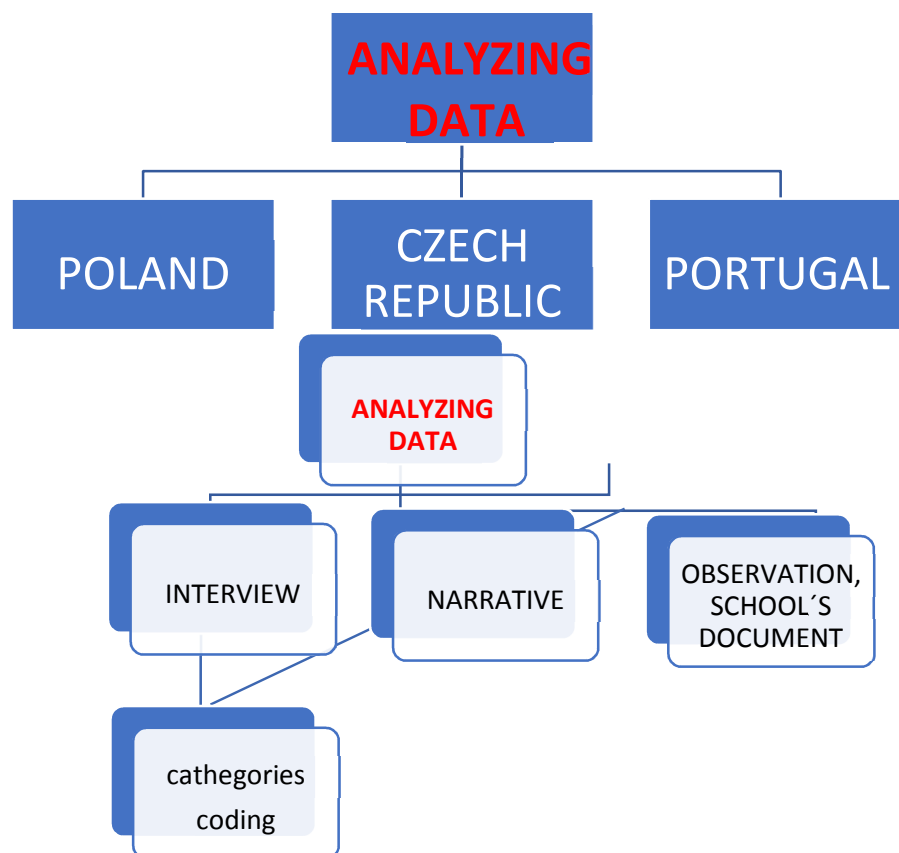 ANALYZING
DATA
POLAND
CZECH
REPUBLIC
PORTUGAL
ANALYZING
DATA
INTERVIEW
NARRATIVE
OBSERVATION,
SCHOOL´S
DOCUMENT
cathegories
coding